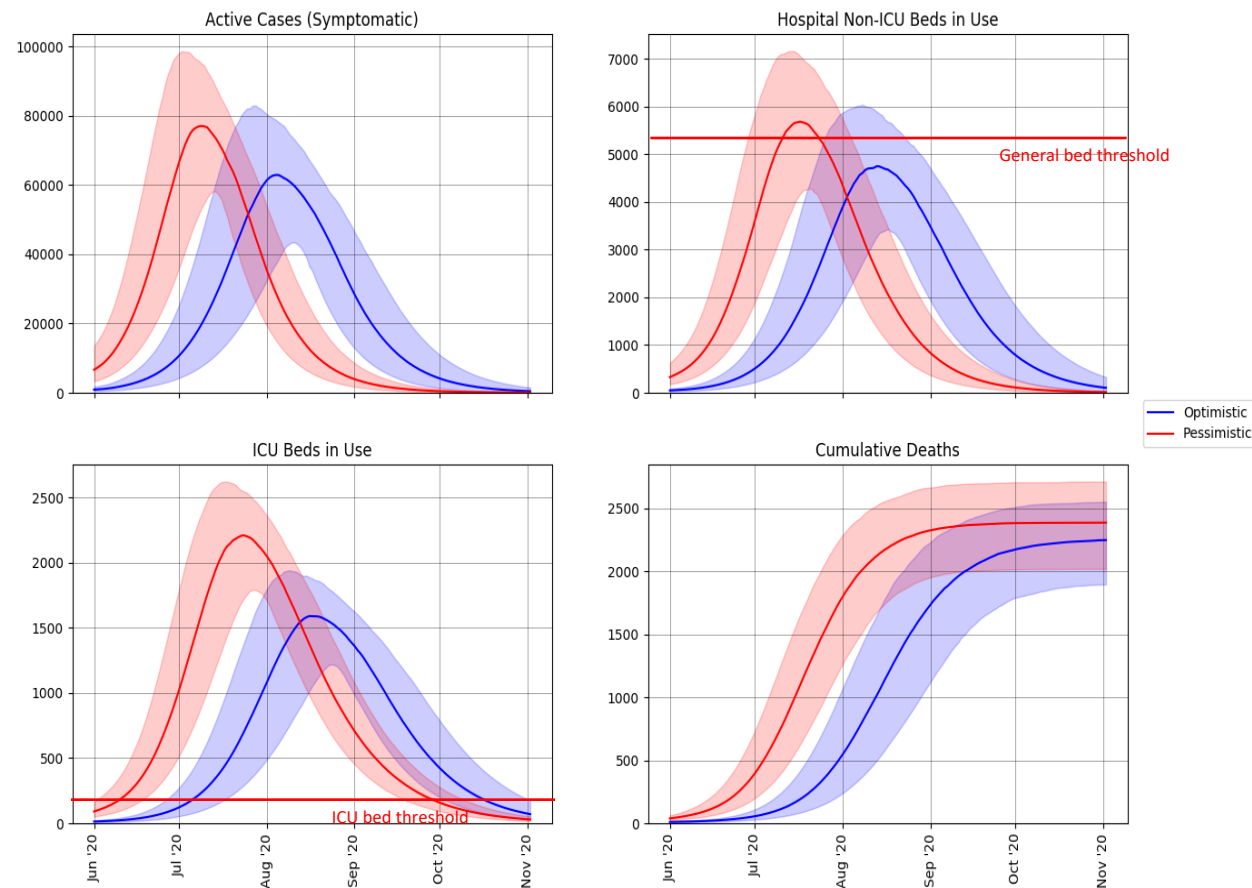 Active Cases (Symptomatic)
100000
80000
60000
40000
20000
0
Hospital Non-ICU Beds in Use
7000
6000
5000
4000
3000
2000
1000
0
General bed threshold
Optimistic
Pessimistic
ICU Beds in Use
2500
2000
1500
1000
500
0
ICU bed threshold
Jun '20
Jul '20
Aug '20
Sep '20
Oct '20
Nov '20
Cumulative Deaths
2500
2000
1500
1000
500
0
Jun '20
Jul '20
Aug '20
Sep '20
Oct '20
Nov '20